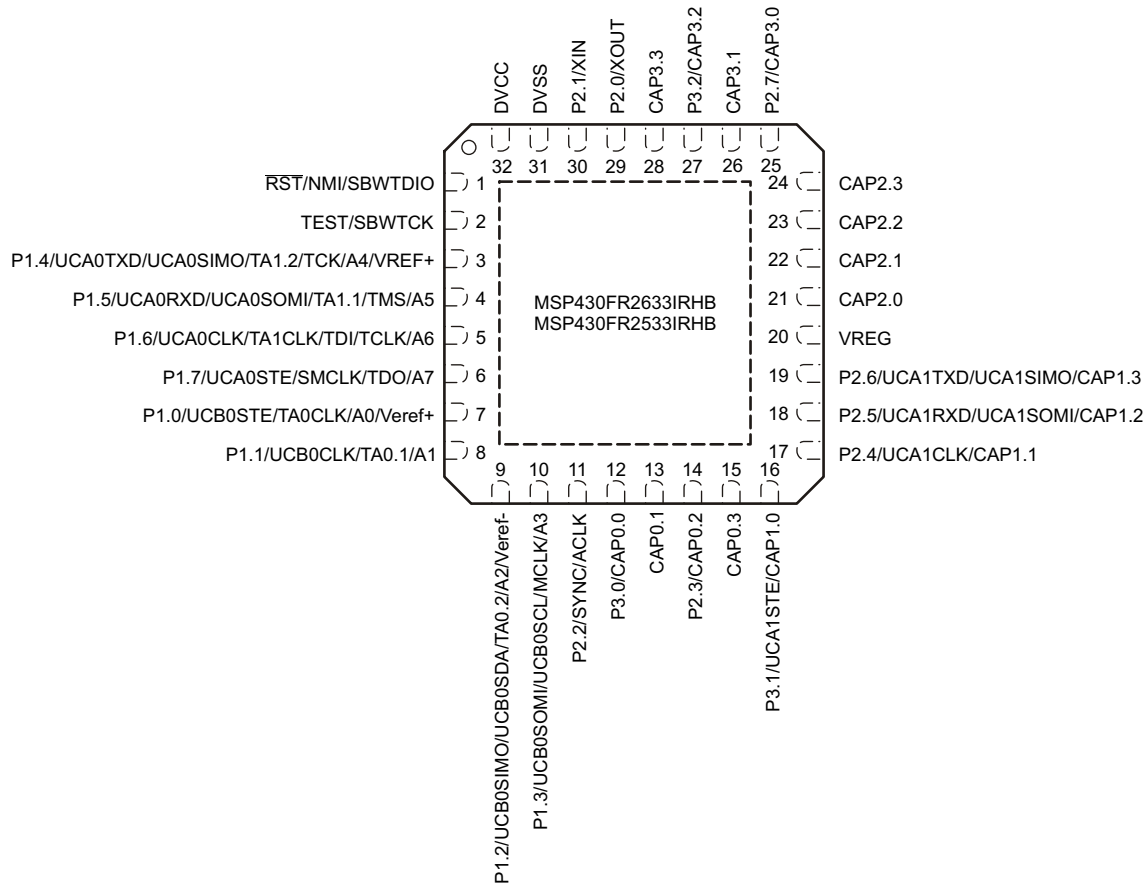 DVCC
DVSS
P2.1/XIN
P2.0/XOUT
CAP3.3
P3.2/CAP3.2
CAP3.1
P2.7/CAP3.0
32
31
30
29
28
27
26
25
RST/NMI/SBWTDIO
1
24
CAP2.3
TEST/SBWTCK
2
23
CAP2.2
P1.4/UCA0TXD/UCA0SIMO/TA1.2/TCK/A4/VREF+
3
22
CAP2.1
P1.5/UCA0RXD/UCA0SOMI/TA1.1/TMS/A5
4
21
CAP2.0
MSP430FR2633IRHB
MSP430FR2533IRHB
P1.6/UCA0CLK/TA1CLK/TDI/TCLK/A6
5
20
VREG
P1.7/UCA0STE/SMCLK/TDO/A7
6
19
P2.6/UCA1TXD/UCA1SIMO/CAP1.3
P1.0/UCB0STE/TA0CLK/A0/Veref+
7
18
P2.5/UCA1RXD/UCA1SOMI/CAP1.2
P1.1/UCB0CLK/TA0.1/A1
8
17
P2.4/UCA1CLK/CAP1.1
9
10
11
12
13
14
15
16
P1.2/UCB0SIMO/UCB0SDA/TA0.2/A2/Veref-
P1.3/UCB0SOMI/UCB0SCL/MCLK/A3
P2.2/SYNC/ACLK
P3.0/CAP0.0
CAP0.1
P2.3/CAP0.2
CAP0.3
P3.1/UCA1STE/CAP1.0